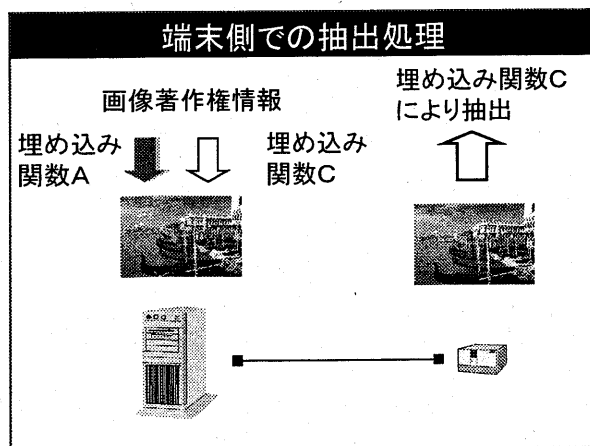 端末側での抽出処理
画像著作権情報
埋め込み
関数A
埋め込み
関数C
埋め込み関数C
により抽出